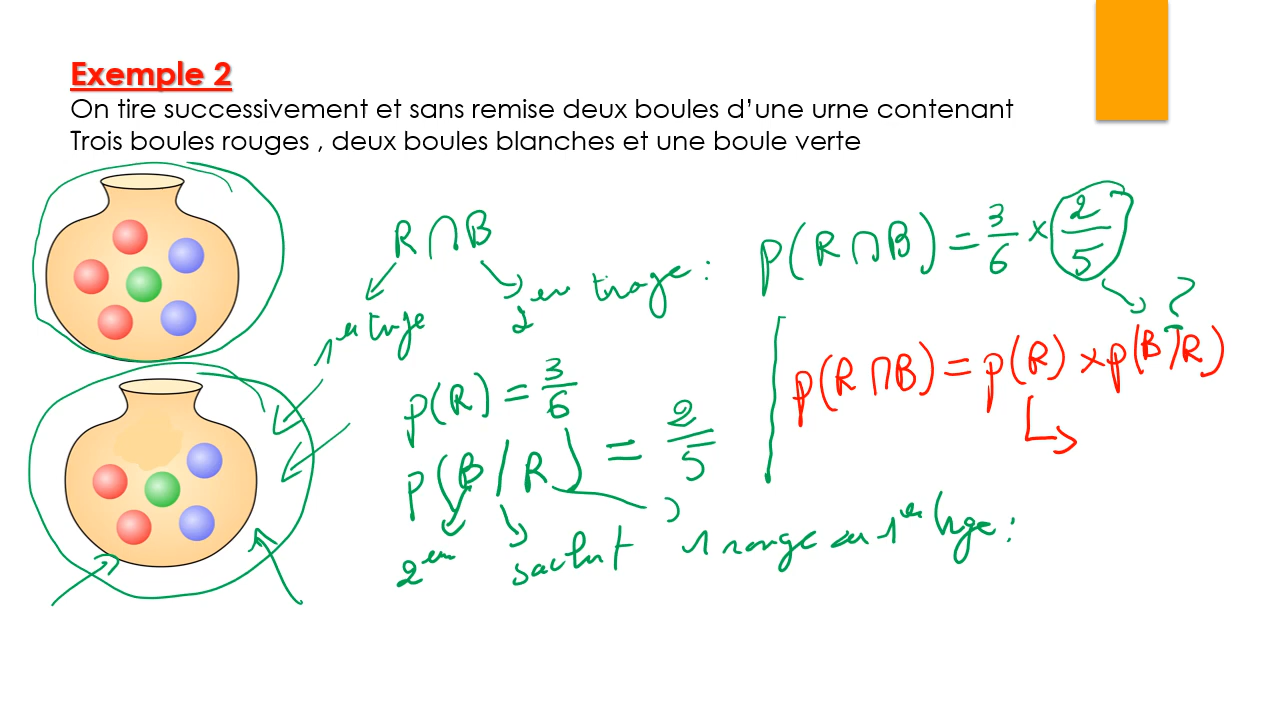 Exemple 2
On tire successivement et sans remise deux boules d'une urne contenant
Trois boules rouges , deux boules blanches et une boule verte
R ∩ B
1er tirage
2em tirage :
p(R) = 3/6
p(B/R) = 2/5
2em
sachant 1 rouge au 1er tirage :
p(R ∩ B) = 3/6 × 2/5
?
p(R ∩ B) = p(R) × p(B/R)